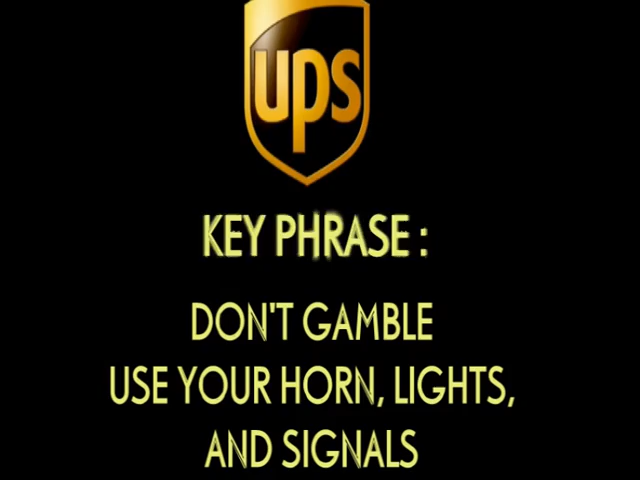 ups
KEY PHRASE :
DON'T GAMBLE
USE YOUR HORN, LIGHTS,
AND SIGNALS